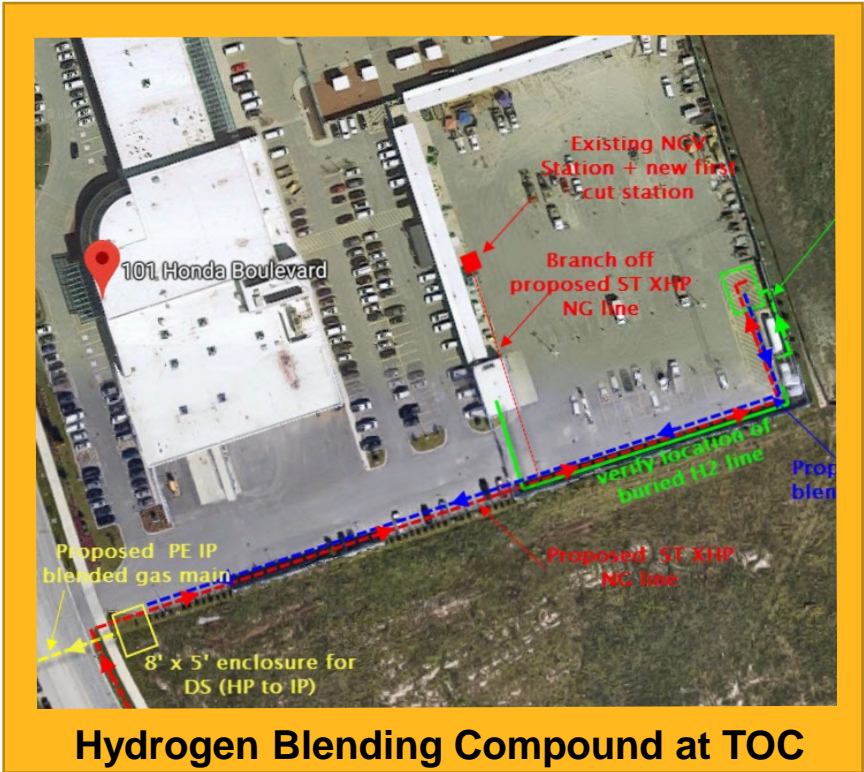 Existing NGV
Station + new first
cut station
Branch off
proposed ST XHP
NG line
101 Honda Boulevard
verify location of
buried H2 line
Prop
blen
Proposed PE IP
blended gas main
Proposed ST XHP
NG line
8' x 5' enclosure for
DS (HP to IP)
Hydrogen Blending Compound at TOC